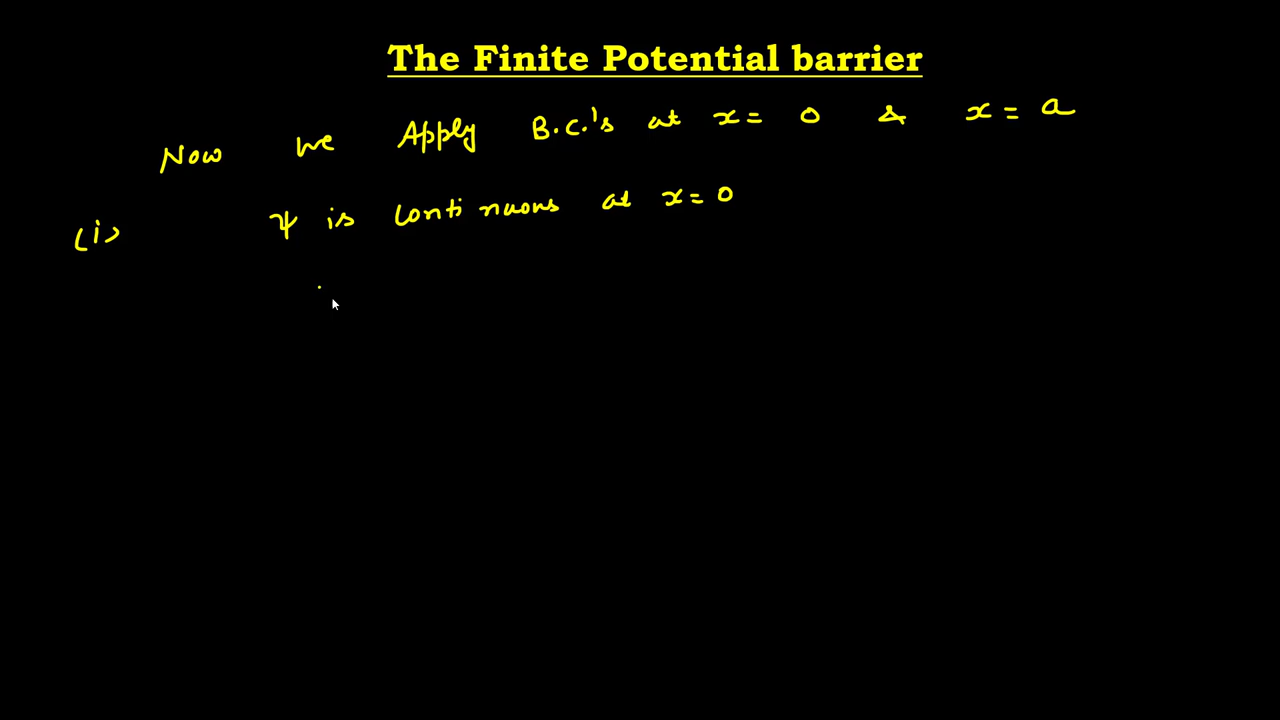 The Finite Potential barrier
Now we Apply B.C.'s at x = 0 & x = a
(i) ψ is continuous at x = 0